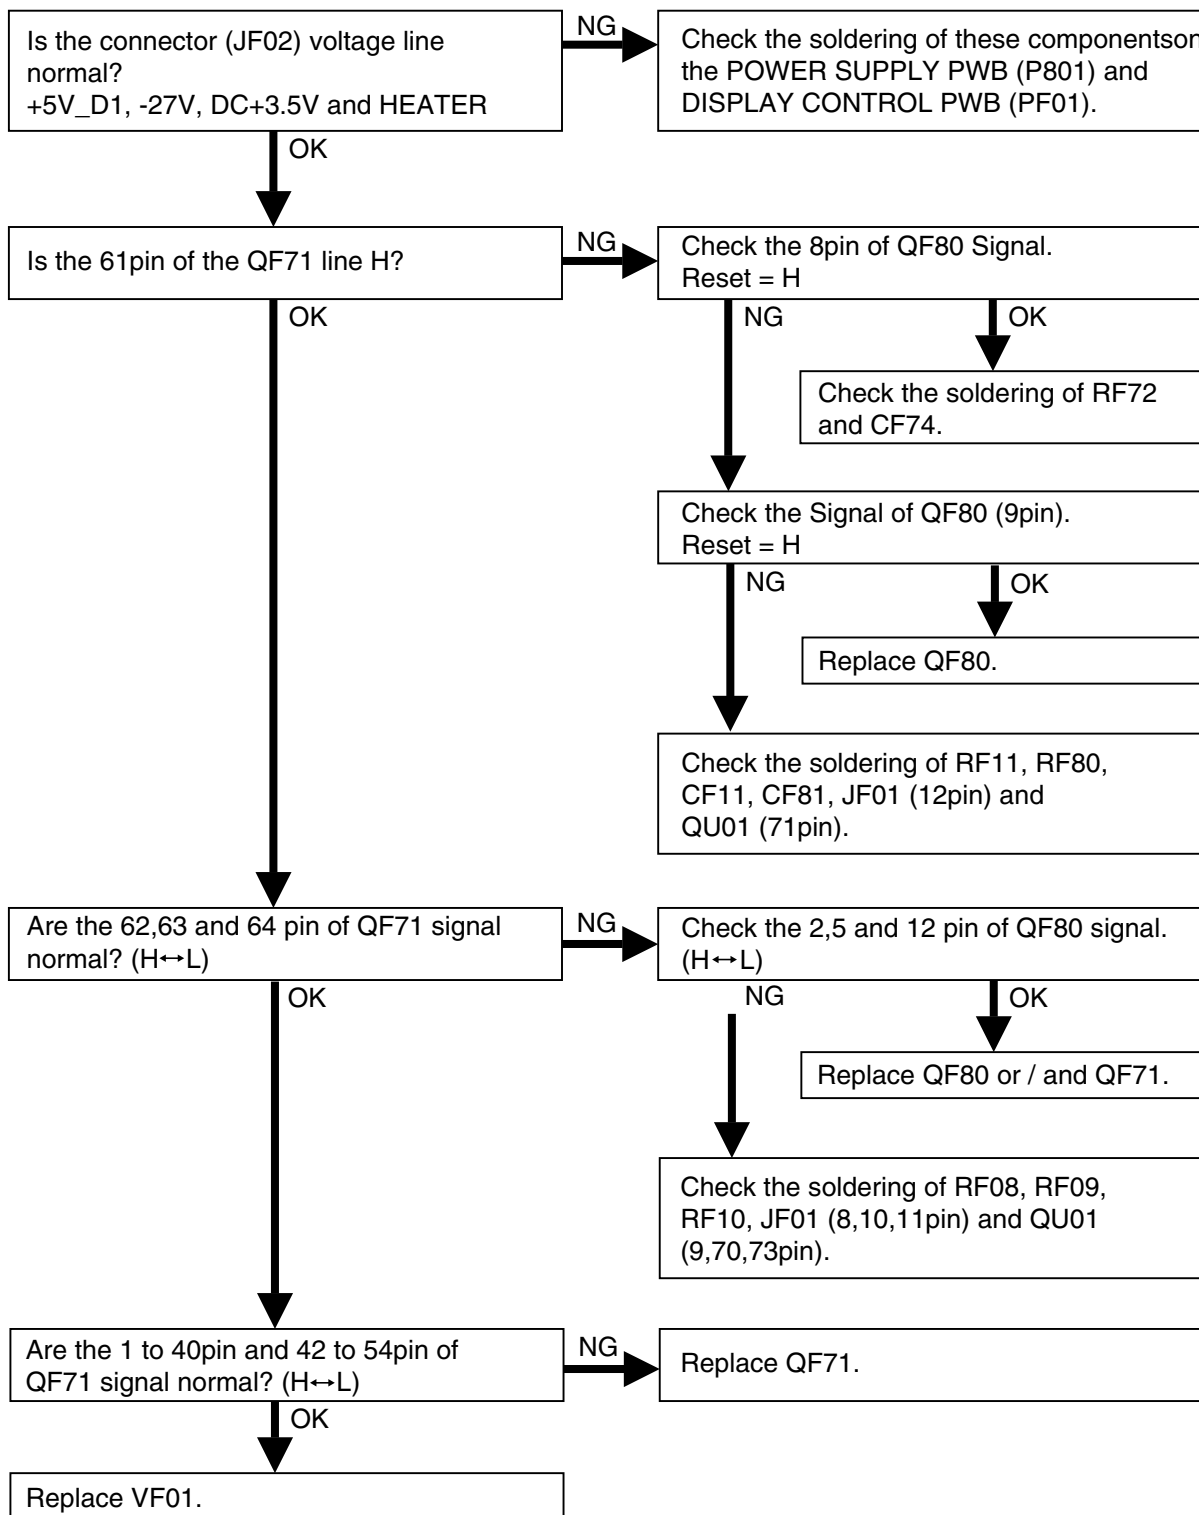 Is the connector (JF02) voltage line
normal?
+5V_D1, -27V, DC+3.5V and HEATER
NG
Check the soldering of these componentson
the POWER SUPPLY PWB (P801) and
DISPLAY CONTROL PWB (PF01).
OK
Is the 61pin of the QF71 line H?
NG
Check the 8pin of QF80 Signal.
Reset = H
OK
NG
OK
Check the soldering of RF72
and CF74.
Check the Signal of QF80 (9pin).
Reset = H
NG
OK
Replace QF80.
Check the soldering of RF11, RF80,
CF11, CF81, JF01 (12pin) and
QU01 (71pin).
Are the 62,63 and 64 pin of QF71 signal
normal? (H↔L)
NG
Check the 2,5 and 12 pin of QF80 signal.
(H↔L)
OK
NG
OK
Replace QF80 or / and QF71.
Check the soldering of RF08, RF09,
RF10, JF01 (8,10,11pin) and QU01
(9,70,73pin).
Are the 1 to 40pin and 42 to 54pin of
QF71 signal normal? (H↔L)
NG
Replace QF71.
OK
Replace VF01.